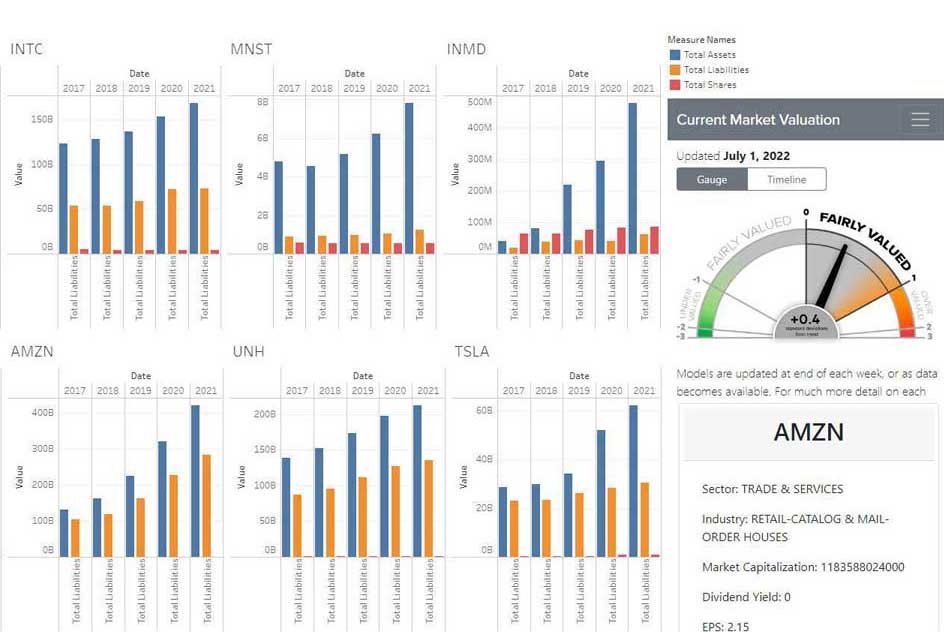 INTC
Date
2017 2018 2019 2020 2021
150B
100B
50B
0B
Value
Total Liabilities
Total Liabilities
Total Liabilities
Total Liabilities
Total Liabilities
MNST
Date
2017 2018 2019 2020 2021
8B
6B
4B
2B
0B
Value
Total Liabilities
Total Liabilities
Total Liabilities
Total Liabilities
Total Liabilities
INMD
Date
2017 2018 2019 2020 2021
500M
400M
300M
200M
100M
0M
Value
Total Liabilities
Total Liabilities
Total Liabilities
Total Liabilities
Total Liabilities
AMZN
Date
2017 2018 2019 2020 2021
400B
300B
200B
100B
0B
Value
Total Liabilities
Total Liabilities
Total Liabilities
Total Liabilities
Total Liabilities
UNH
Date
2017 2018 2019 2020 2021
200B
150B
100B
50B
0B
Value
Total Liabilities
Total Liabilities
Total Liabilities
Total Liabilities
Total Liabilities
TSLA
Date
2017 2018 2019 2020 2021
60B
40B
20B
0B
Value
Total Liabilities
Total Liabilities
Total Liabilities
Total Liabilities
Total Liabilities
Measure Names
Total Assets
Total Liabilities
Total Shares
Current Market Valuation
Updated July 1, 2022
Gauge Timeline
0
FAIRLY VALUED
FAIRLY VALUED
-1
1
UNDER VALUED
OVER VALUED
-2
2
-3
3
+0.4
standard deviations
from trend
Models are updated at end of each week, or as data
becomes available. For much more detail on each
AMZN
Sector: TRADE & SERVICES
Industry: RETAIL-CATALOG & MAIL-
ORDER HOUSES
Market Capitalization: 1183588024000
Dividend Yield: 0
EPS: 2.15